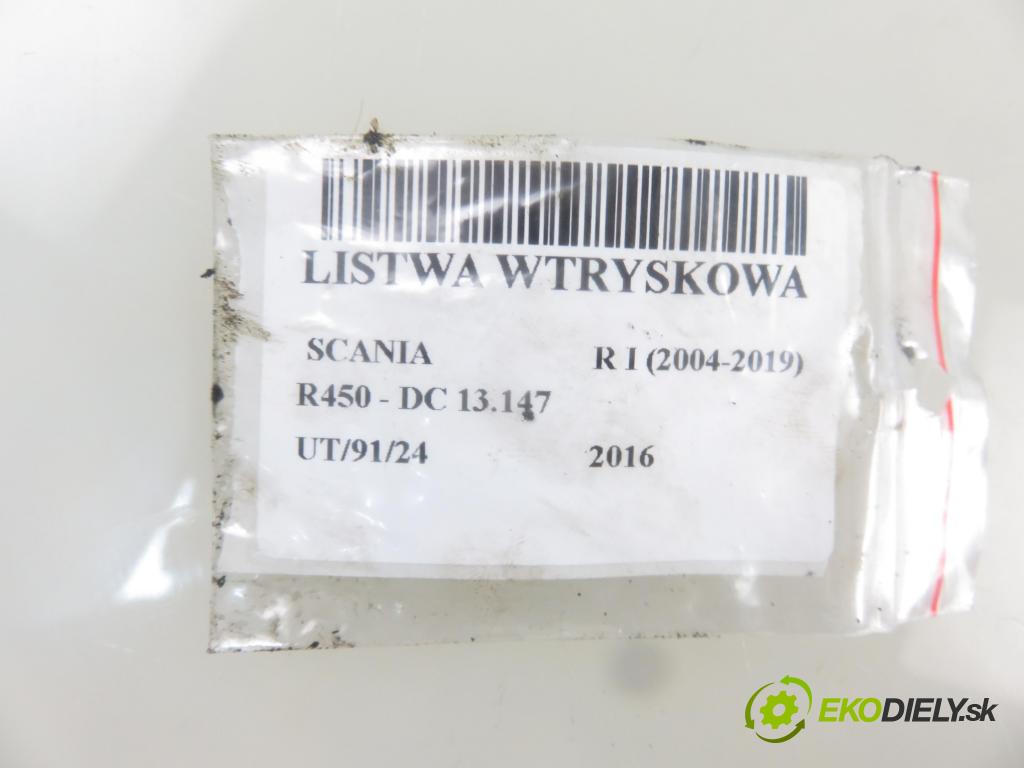 LISTWA WTRYSKOWA
SCANIA R I (2004-2019)
R450 - DC 13.147
UT/91/24 2016
EKODIELY.sk